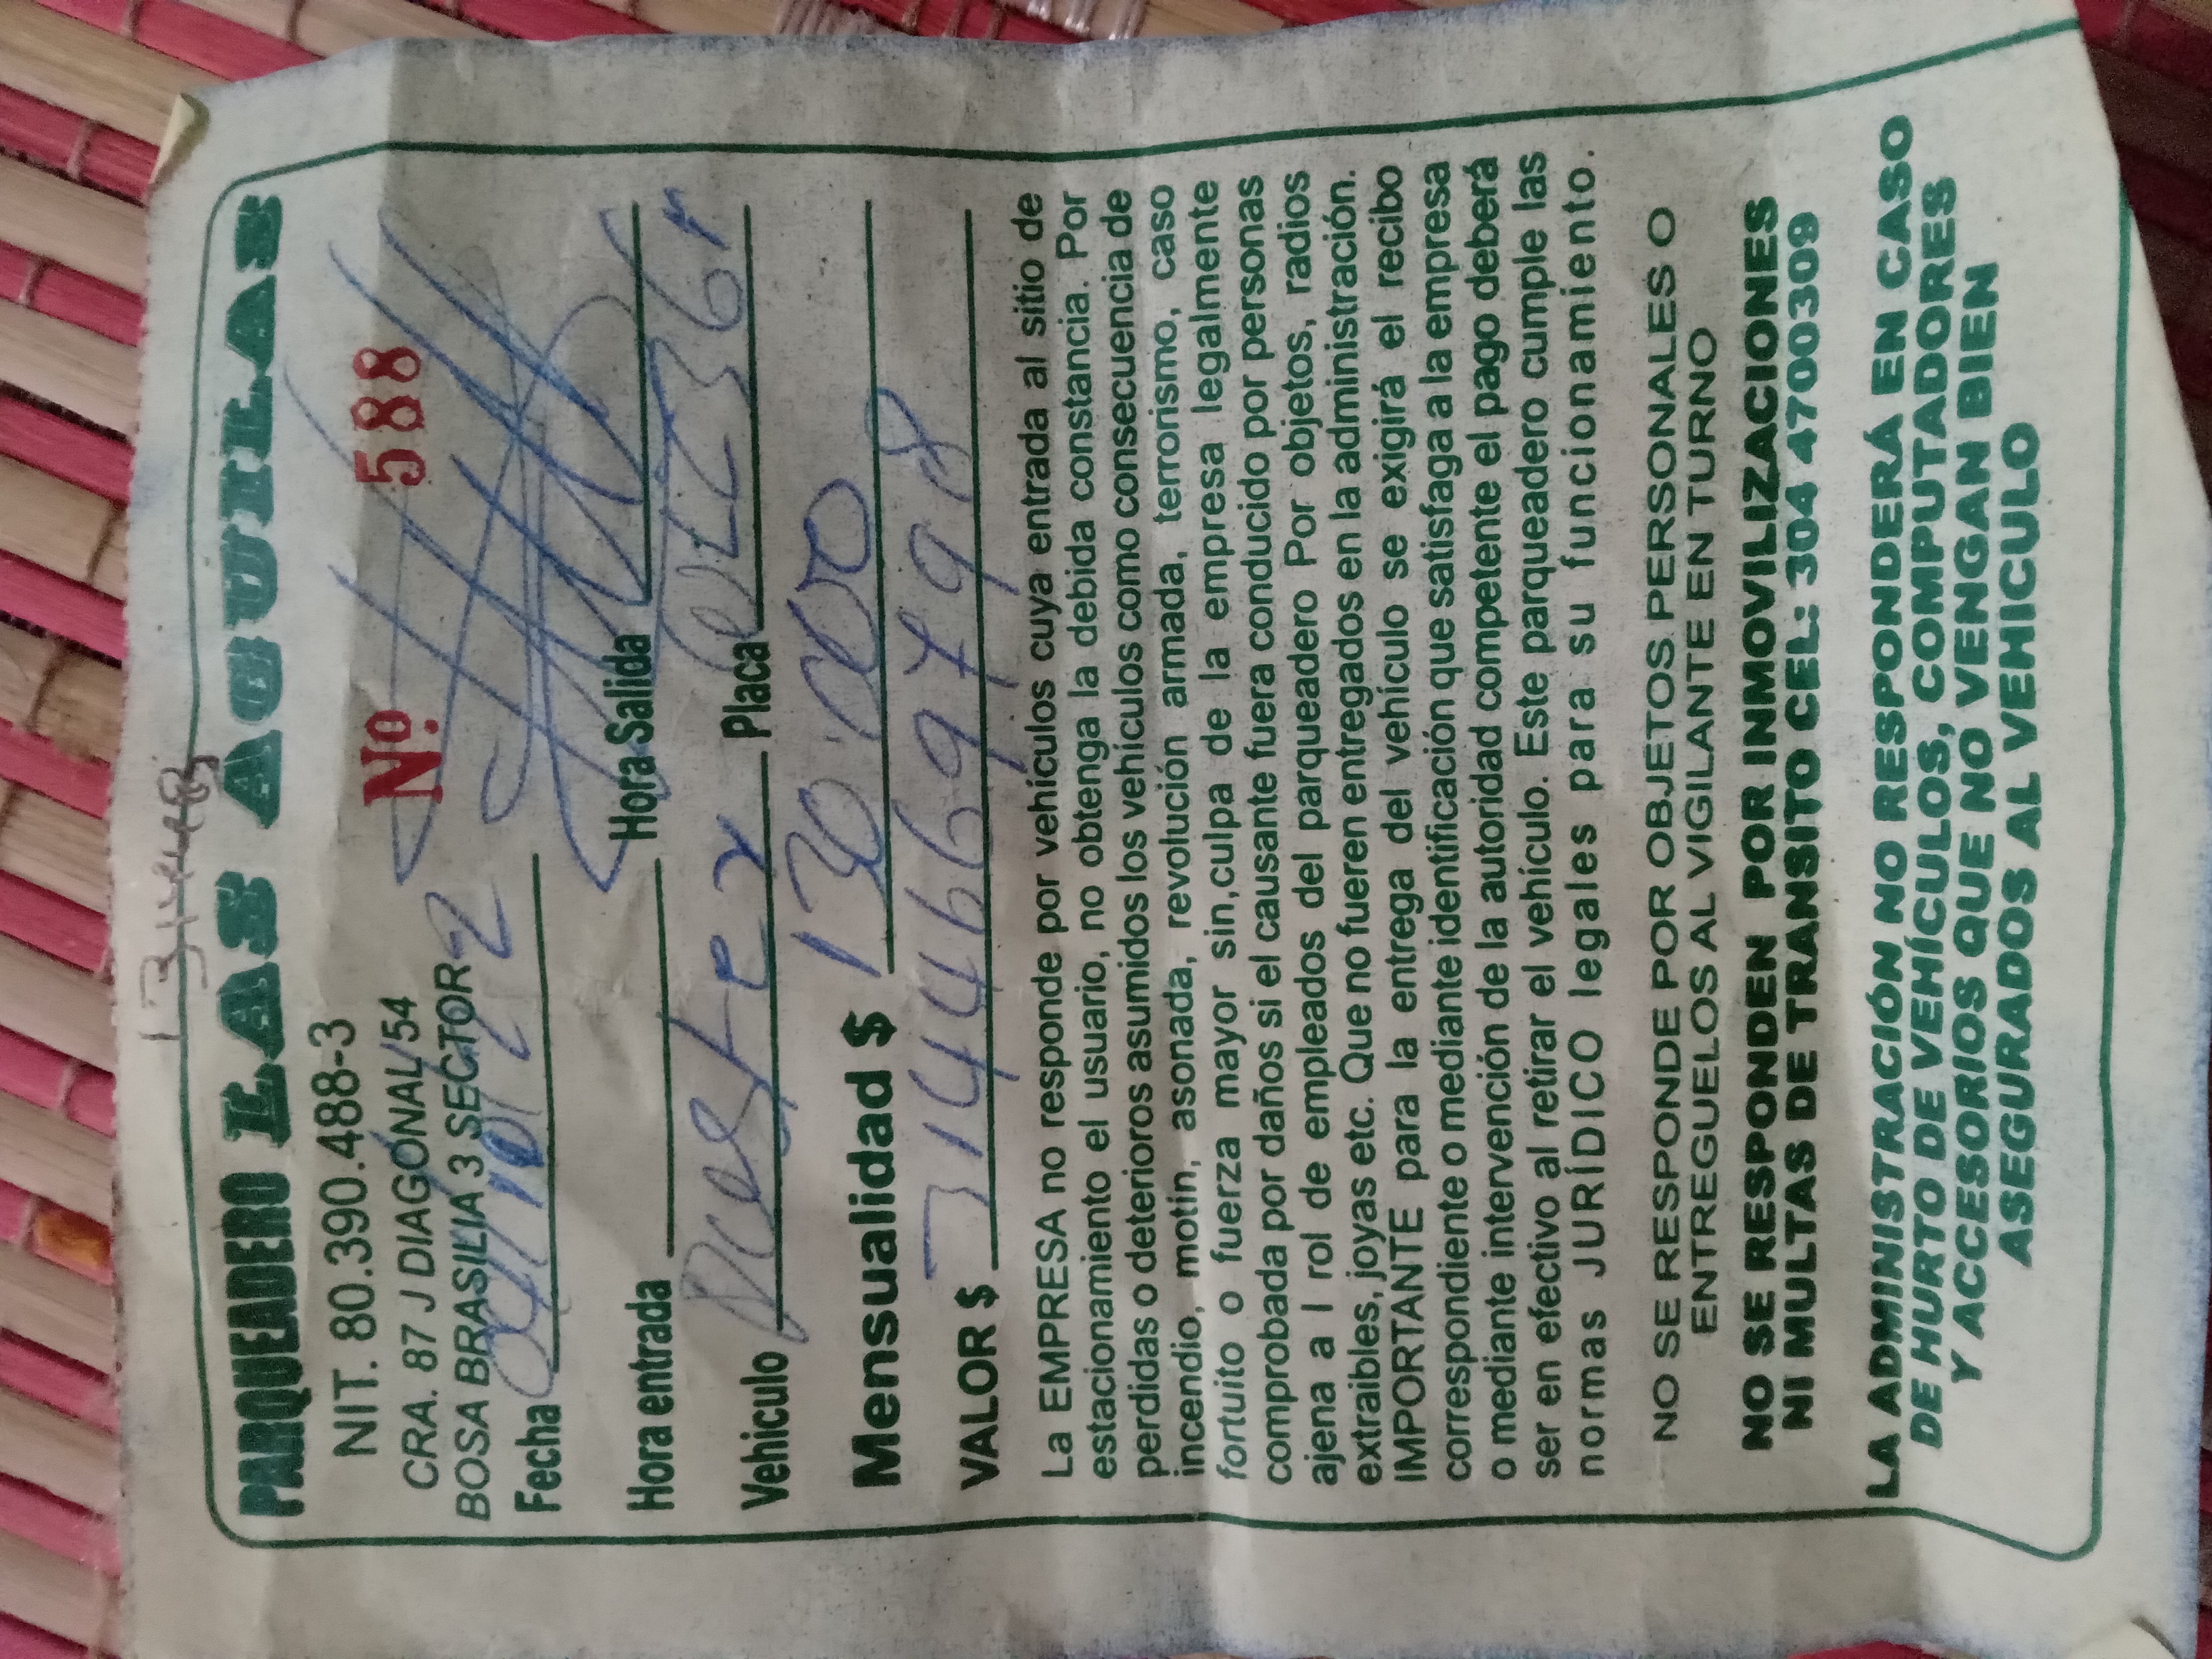 PARQUEADERO LAS AGUILAS
NIT. 80.390.488-3
Nº 588
CRA. 87 J DIAGONAL 54
BOSA BRASILIA 3 SECTOR
Fecha
Hora entrada Hora Salida
Vehiculo Placa
Mensualidad $ 130.000
VALOR $ 3144669798
La EMPRESA no responde por vehículos cuya entrada al sitio de
estacionamiento el usuario, no obtenga la debida constancia. Por
perdidas o deterioros asumidos los vehículos como consecuencia de
incendio, motín, asonada, revolución armada, terrorismo, caso
fortuito o fuerza mayor sin,culpa de la empresa legalmente
comprobada por daños si el causante fuera conducido por personas
ajena a l rol de empleados del parqueadero Por objetos, radios
extraibles, joyas etc. Que no fueren entregados en la administración.
IMPORTANTE para la entrega del vehículo se exigirá el recibo
correspondiente o mediante identificación que satisfaga a la empresa
o mediante intervención de la autoridad competente el pago deberá
ser en efectivo al retirar el vehículo. Este parqueadero cumple las
normas JURÍDICO legales para su funcionamiento.
NO SE RESPONDE POR OBJETOS PERSONALES O
ENTREGUELOS AL VIGILANTE EN TURNO
NO SE RESPONDEN POR INMOVILIZACIONES
NI MULTAS DE TRANSITO CEL: 304 4700309
LA ADMINISTRACIÓN NO RESPONDERÁ EN CASO
DE HURTO DE VEHÍCULOS, COMPUTADORES
Y ACCESORIOS QUE NO VENGAN BIEN
ASEGURADOS AL VEHICULO